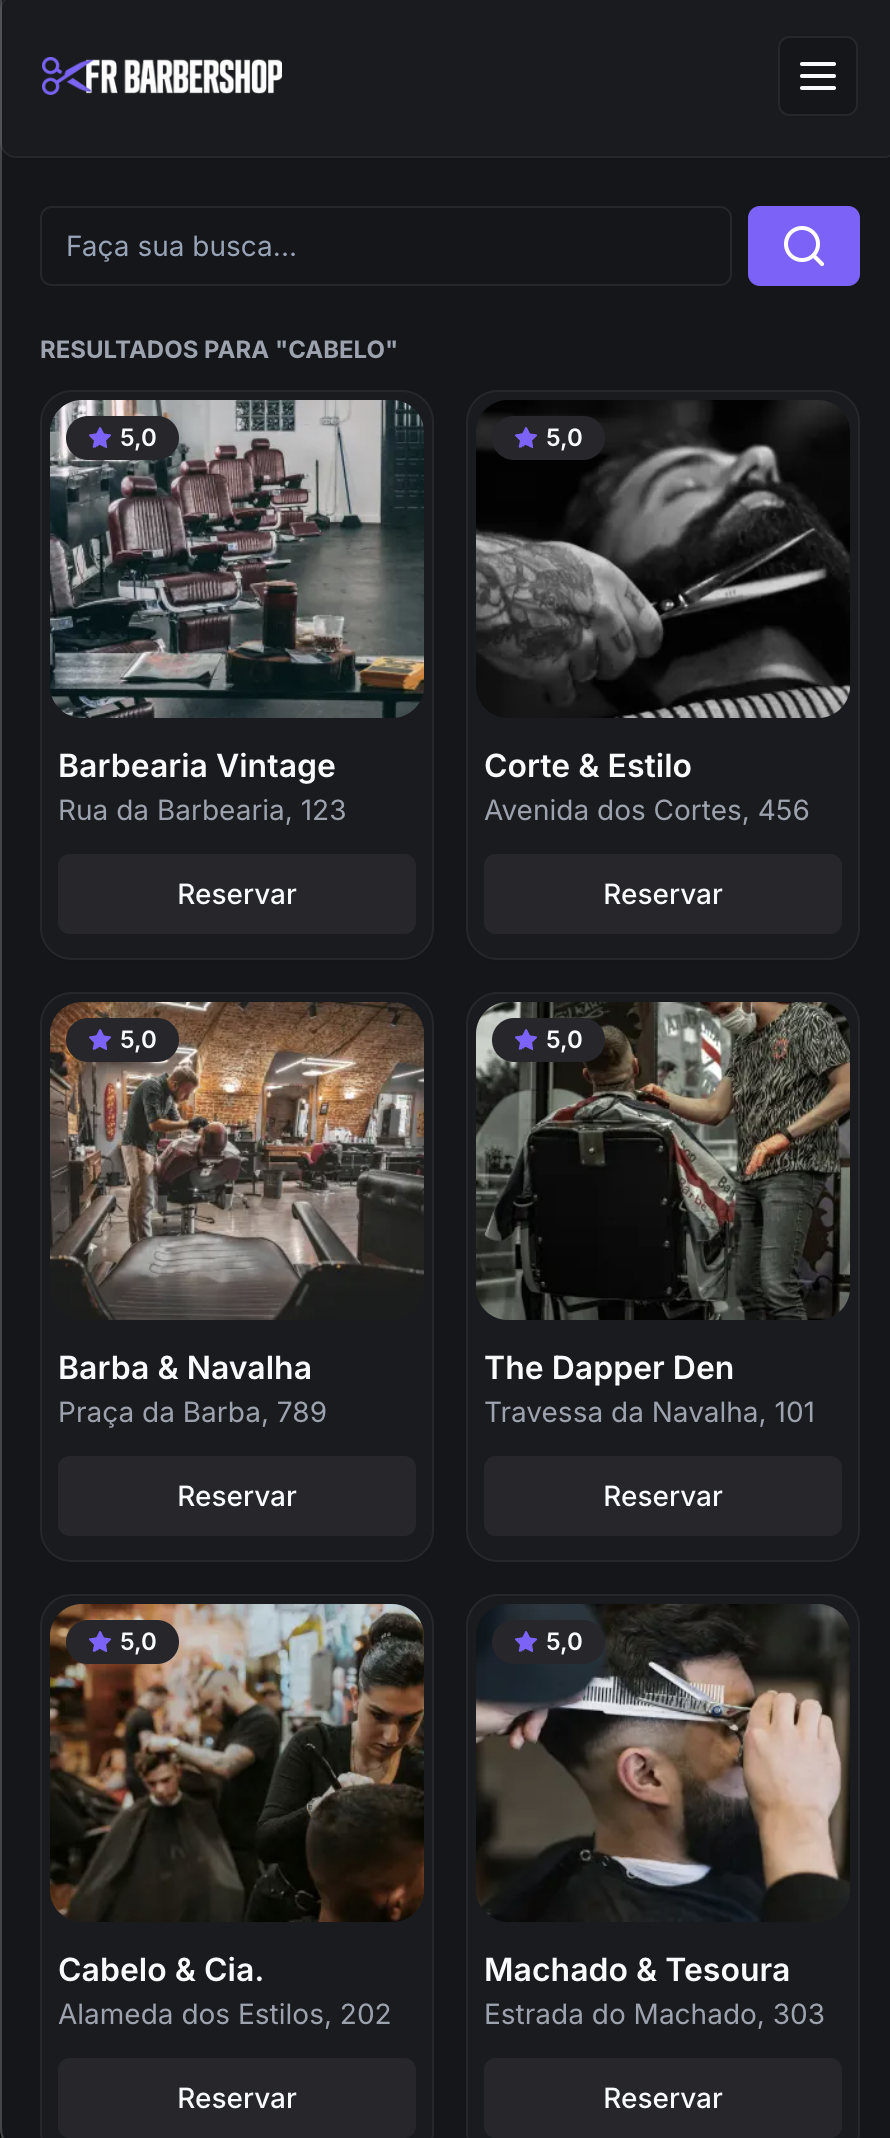 FR BARBERSHOP
Faça sua busca...
RESULTADOS PARA "CABELO"
5,0
5,0
Barbearia Vintage
Corte & Estilo
Rua da Barbearia, 123
Avenida dos Cortes, 456
Reservar
Reservar
5,0
5,0
Barba & Navalha
The Dapper Den
Praça da Barba, 789
Travessa da Navalha, 101
Reservar
Reservar
5,0
5,0
Cabelo & Cia.
Machado & Tesoura
Alameda dos Estilos, 202
Estrada do Machado, 303
Reservar
Reservar